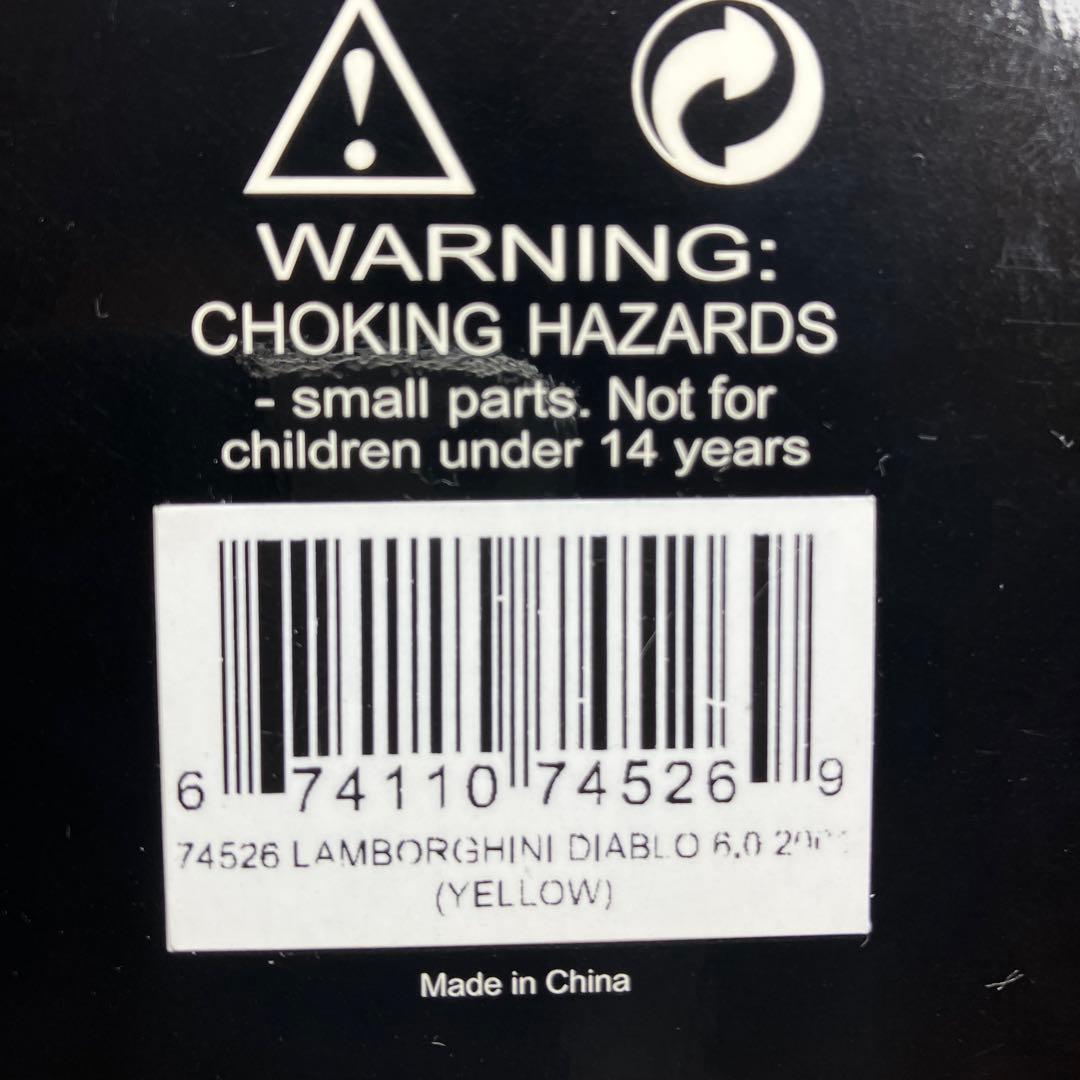 WARNING:
CHOKING HAZARDS
- small parts. Not for
children under 14 years
6 74110 74526 9
74526 LAMBORGHINI DIABLO 6.0
(YELLOW)
Made in China